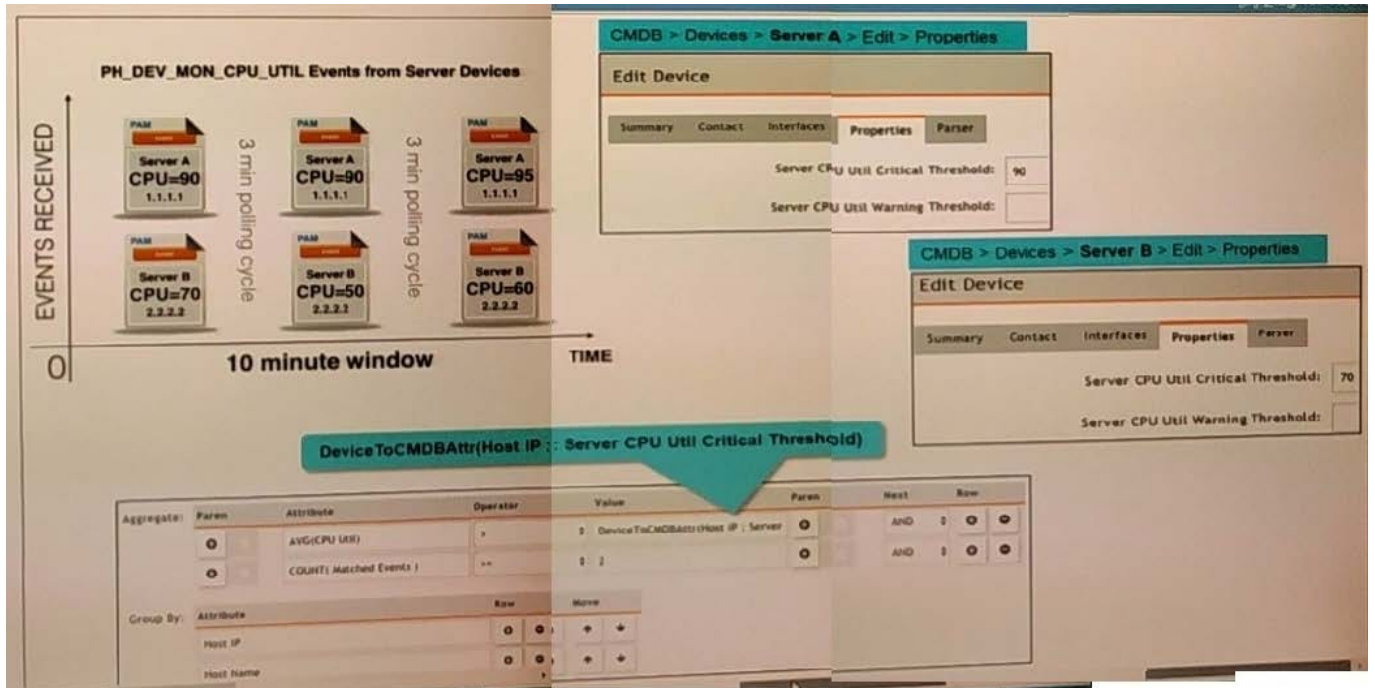 CMDB > Devices > Server A > Edit > Properties
PH_DEV_MON_CPU_UTIL Events from Server Devices
Edit Device
Summary Contact Interfaces Properties Parser
Server CPU Util Critical Threshold: 90
Server CPU Util Warning Threshold:
EVENTS RECEIVED
PAM
Server A
CPU=90
1.1.1.1
3 min polling cycle
PAM
Server A
CPU=90
1.1.1.1
3 min polling cycle
PAM
Server A
CPU=95
1.1.1.1
PAM
Server B
CPU=70
2.2.2.2
PAM
Server B
CPU=50
2.2.2.2
PAM
Server B
CPU=60
2.2.2.2
0
10 minute window
TIME
CMDB > Devices > Server B > Edit > Properties
Edit Device
Summary Contact Interfaces Properties Parser
Server CPU Util Critical Threshold: 70
Server CPU Util Warning Threshold:
DeviceToCMDBAttr(Host IP : : Server CPU Util Critical Threshold)
Aggregate: Paren Attribute Operator Value Paren Next Row
AVG(CPU Util) > DeviceToCMDBAttr(Host IP : Server AND
COUNT( Matched Events ) >= 2 AND
Group By: Attribute Row Move
Host IP
Host Name